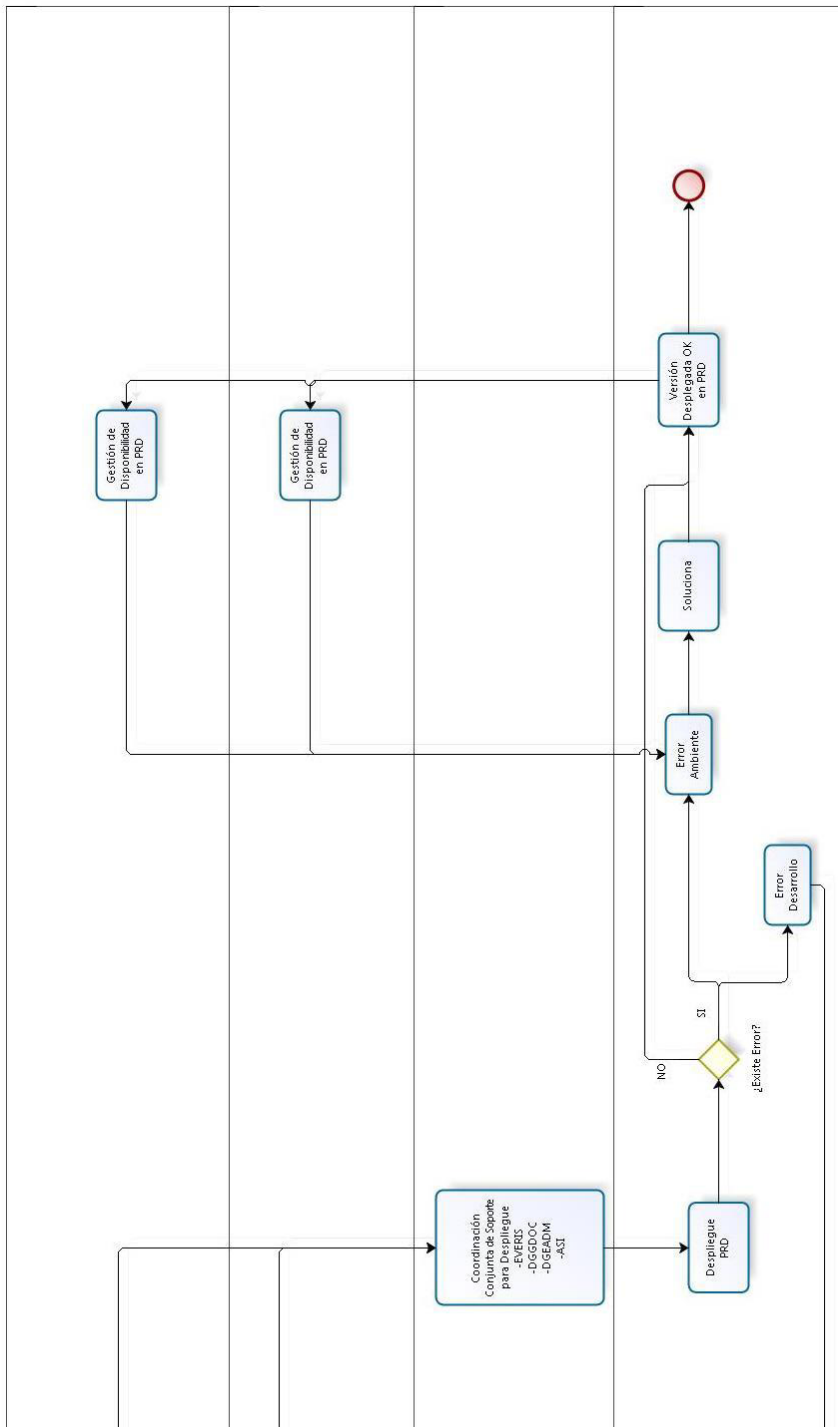 Coordinación
Conjunta de Soporte
para Despliegue
-EVERIS
-DGGDOC
-DGEADM
-ASI
Despliegue
PRD
¿Existe Error?
NO
SI
Error
Desarrollo
Error
Ambiente
Soluciona
Versión
Desplegada OK
en PRD
Gestión de
Disponibilidad
en PRD
Gestión de
Disponibilidad
en PRD